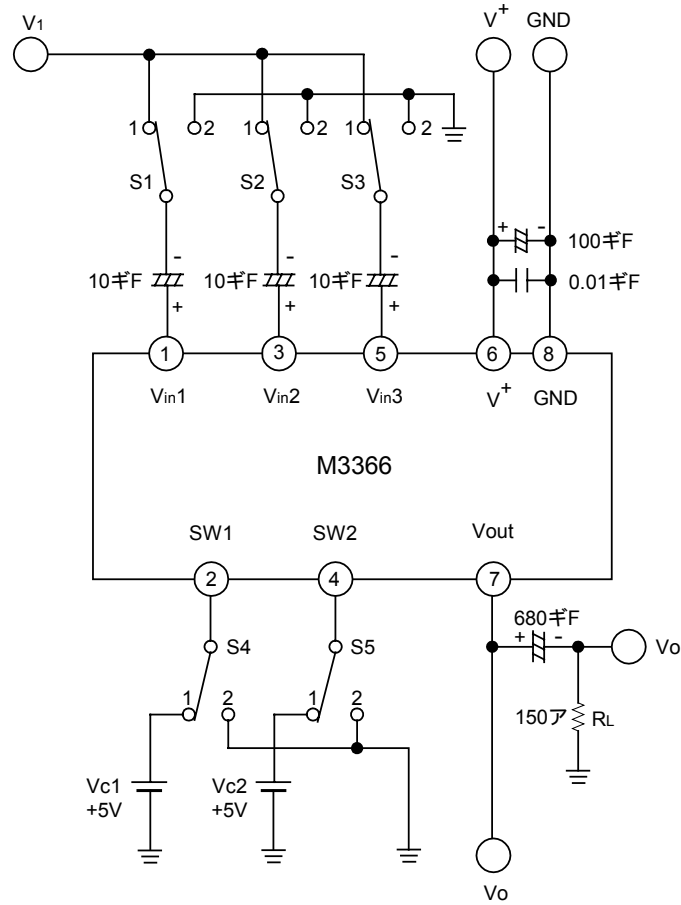 V1
V+
GND
1
2
1
2
1
2
S1
S2
S3
+
-
100ギF
-
-
-
10ギF
10ギF
10ギF
0.01ギF
+
+
+
1
3
5
6
8
Vin1
Vin2
Vin3
V+
GND
M3366
SW1
SW2
Vout
2
4
7
680ギF
S4
S5
+
-
Vo
1
2
1
2
150ア
RL
Vc1
+5V
Vc2
+5V
Vo